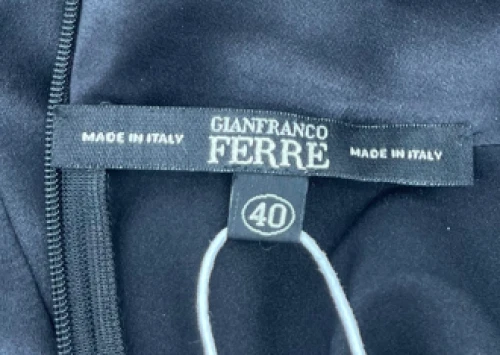 MADE IN ITALY
GIANFRANCO
FERRE
MADE IN ITALY
40